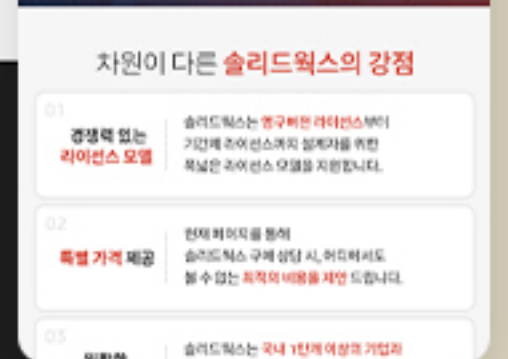 차원이 다른 솔리드웍스의 강점
01
경쟁력 있는
라이선스 모델
솔리드웍스는 영구버전 라이선스부터
기간제 라이선스까지 설계자를 위한
폭넓은 라이선스 모델을 지원합니다.
02
특별 가격 제공
현재 페이지를 통해
솔리드웍스 구매 상담 시, 어디에서도
볼 수 없는 최적의 비용을 제안 드립니다.
03
솔리드웍스는 국내 1만개 이상의 기업과